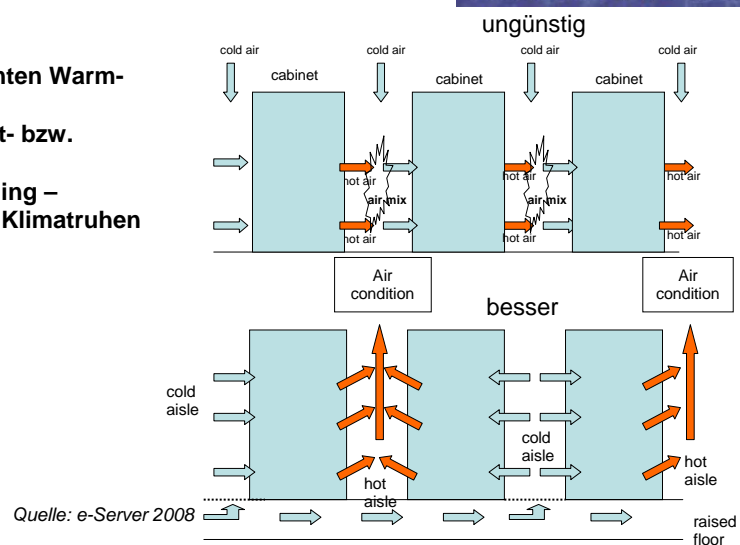 ungünstig
nten Warm-
t- bzw.
ing –
Klimatruhen
cold air
cold air
cold air
cold air
cabinet
cabinet
cabinet
hot air
hot air
hot air
air mix
air mix
hot air
hot air
hot air
Air
condition
Air
condition
besser
cold
aisle
hot
aisle
cold
aisle
hot
aisle
Quelle: e-Server 2008
raised
floor